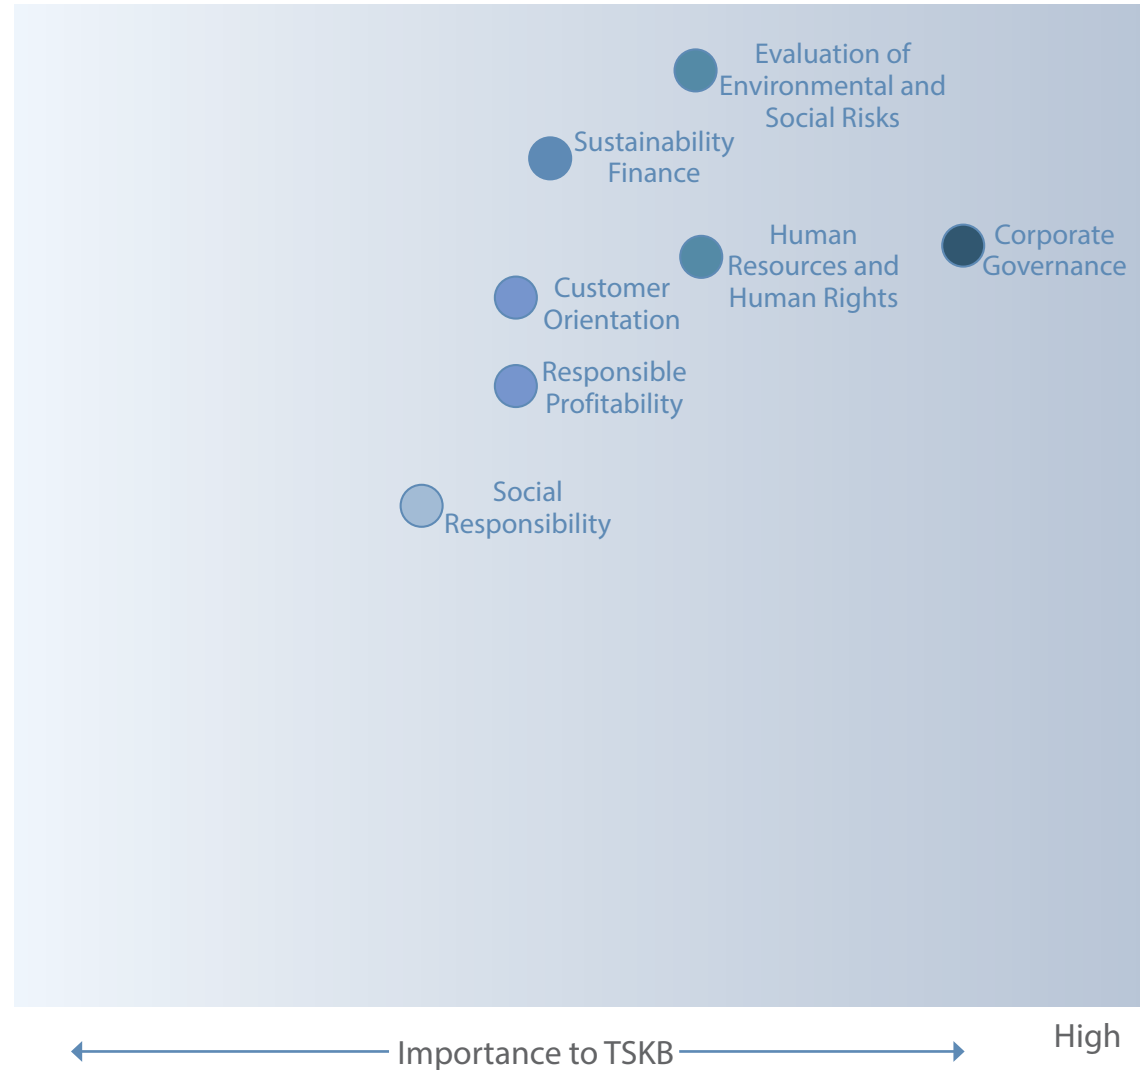 Evaluation of
Environmental and
Social Risks
Sustainability
Finance
Human
Resources and
Human Rights
Corporate
Governance
Customer
Orientation
Responsible
Profitability
Social
Responsibility
High
Importance to TSKB